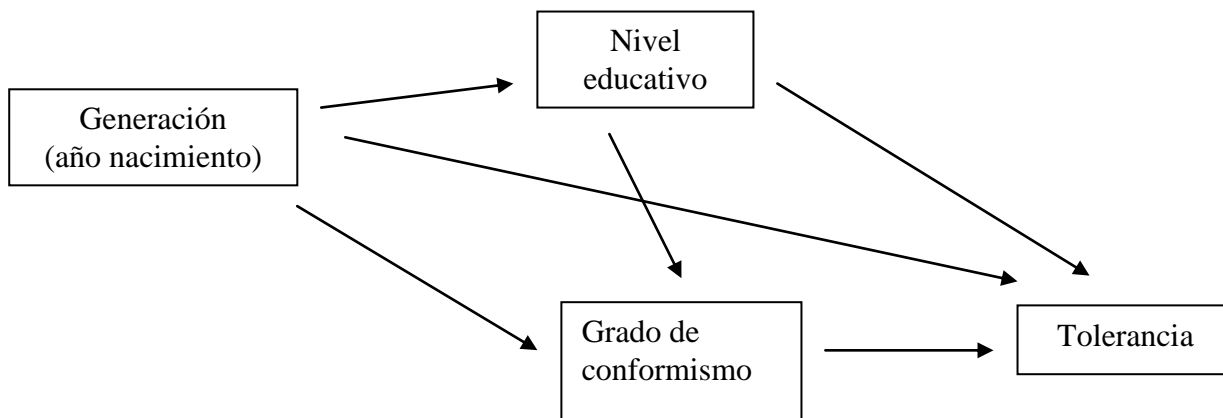 Nivel
educativo
Generación
(año nacimiento)
Grado de
conformismo
Tolerancia